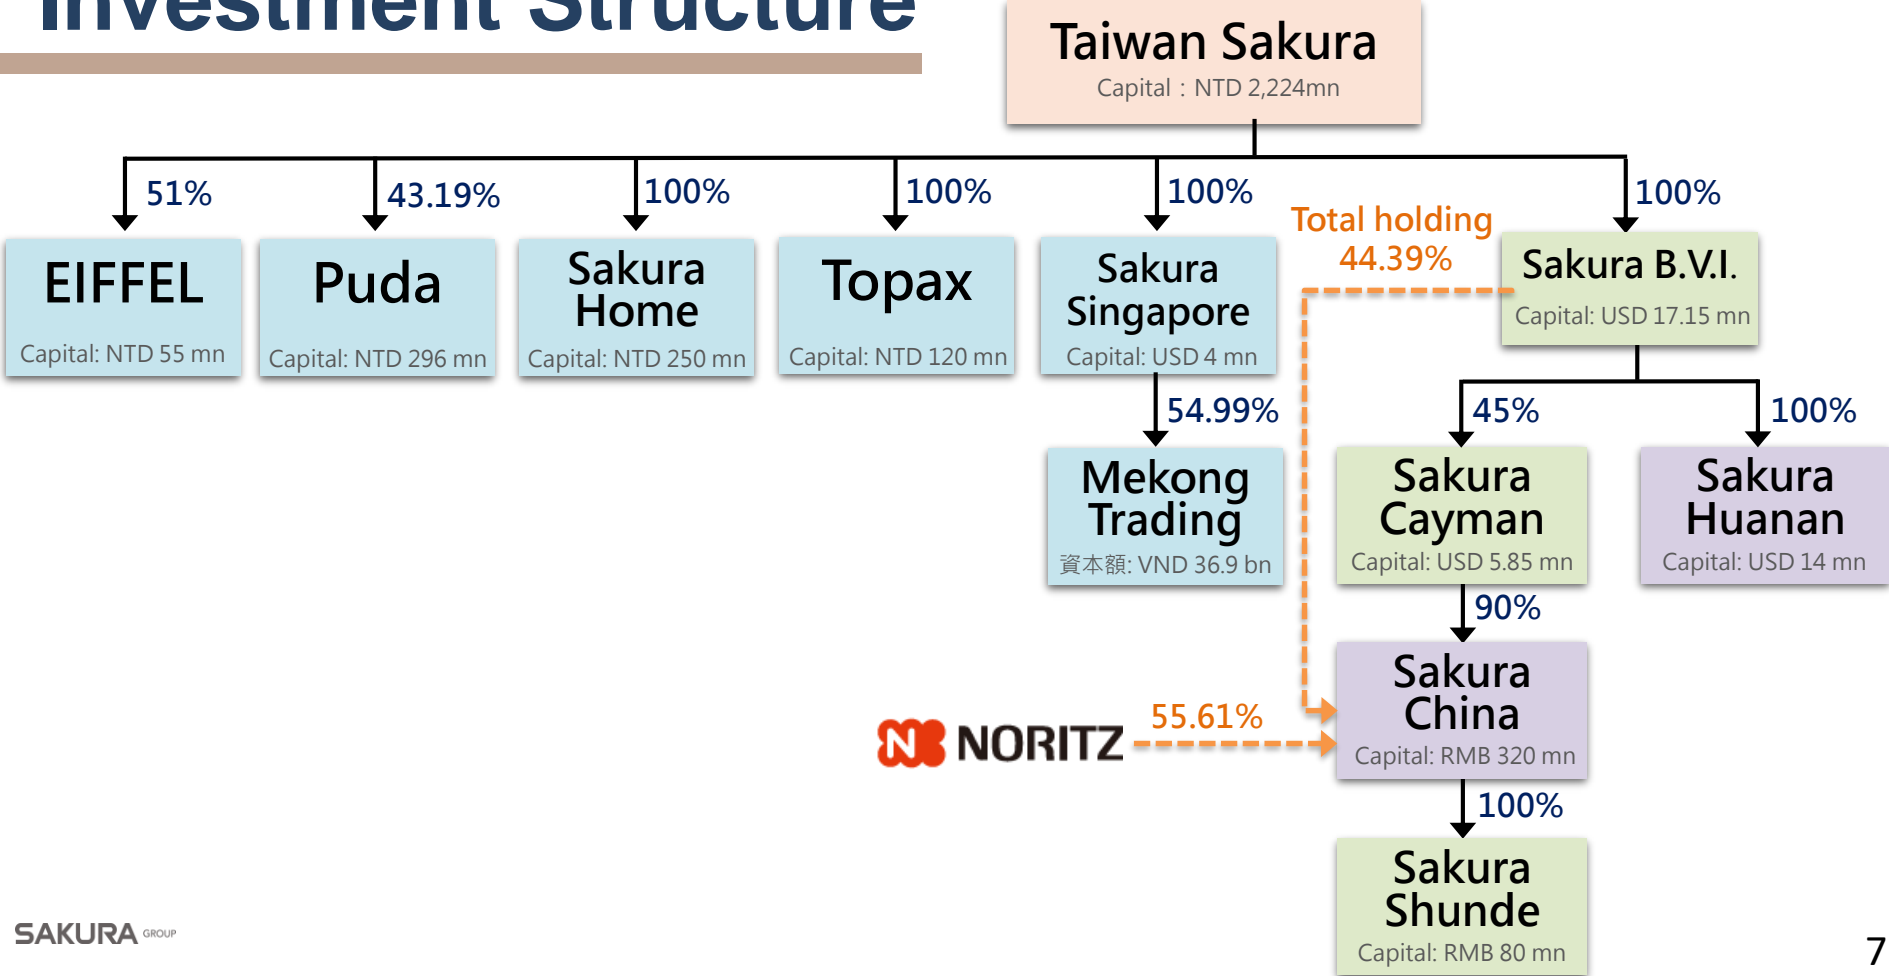 Investment Structure
Taiwan Sakura
Capital：NTD 2,224mn
51%
43.19%
100%
100%
100%
100%
Total holding
44.39%
EIFFEL
Capital: NTD 55 mn
Puda
Capital: NTD 296 mn
Sakura
Home
Capital: NTD 250 mn
Topax
Capital: NTD 120 mn
Sakura
Singapore
Capital: USD 4 mn
Sakura B.V.I.
Capital: USD 17.15 mn
54.99%
45%
100%
Mekong
Trading
資本額: VND 36.9 bn
Sakura
Cayman
Capital: USD 5.85 mn
Sakura
Huanan
Capital: USD 14 mn
90%
N NORITZ
55.61%
Sakura
China
Capital: RMB 320 mn
100%
Sakura
Shunde
Capital: RMB 80 mn
SAKURA GROUP
7